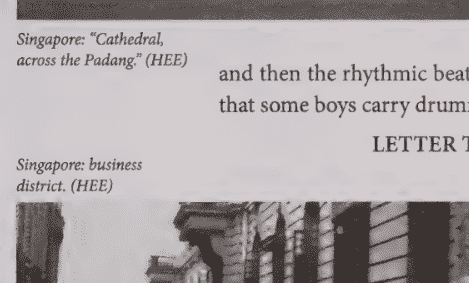 Singapore: “Cathedral,
across the Padang.” (HEE)
and then the rhythmic beat
that some boys carry drum
LETTER
Singapore: business
district. (HEE)